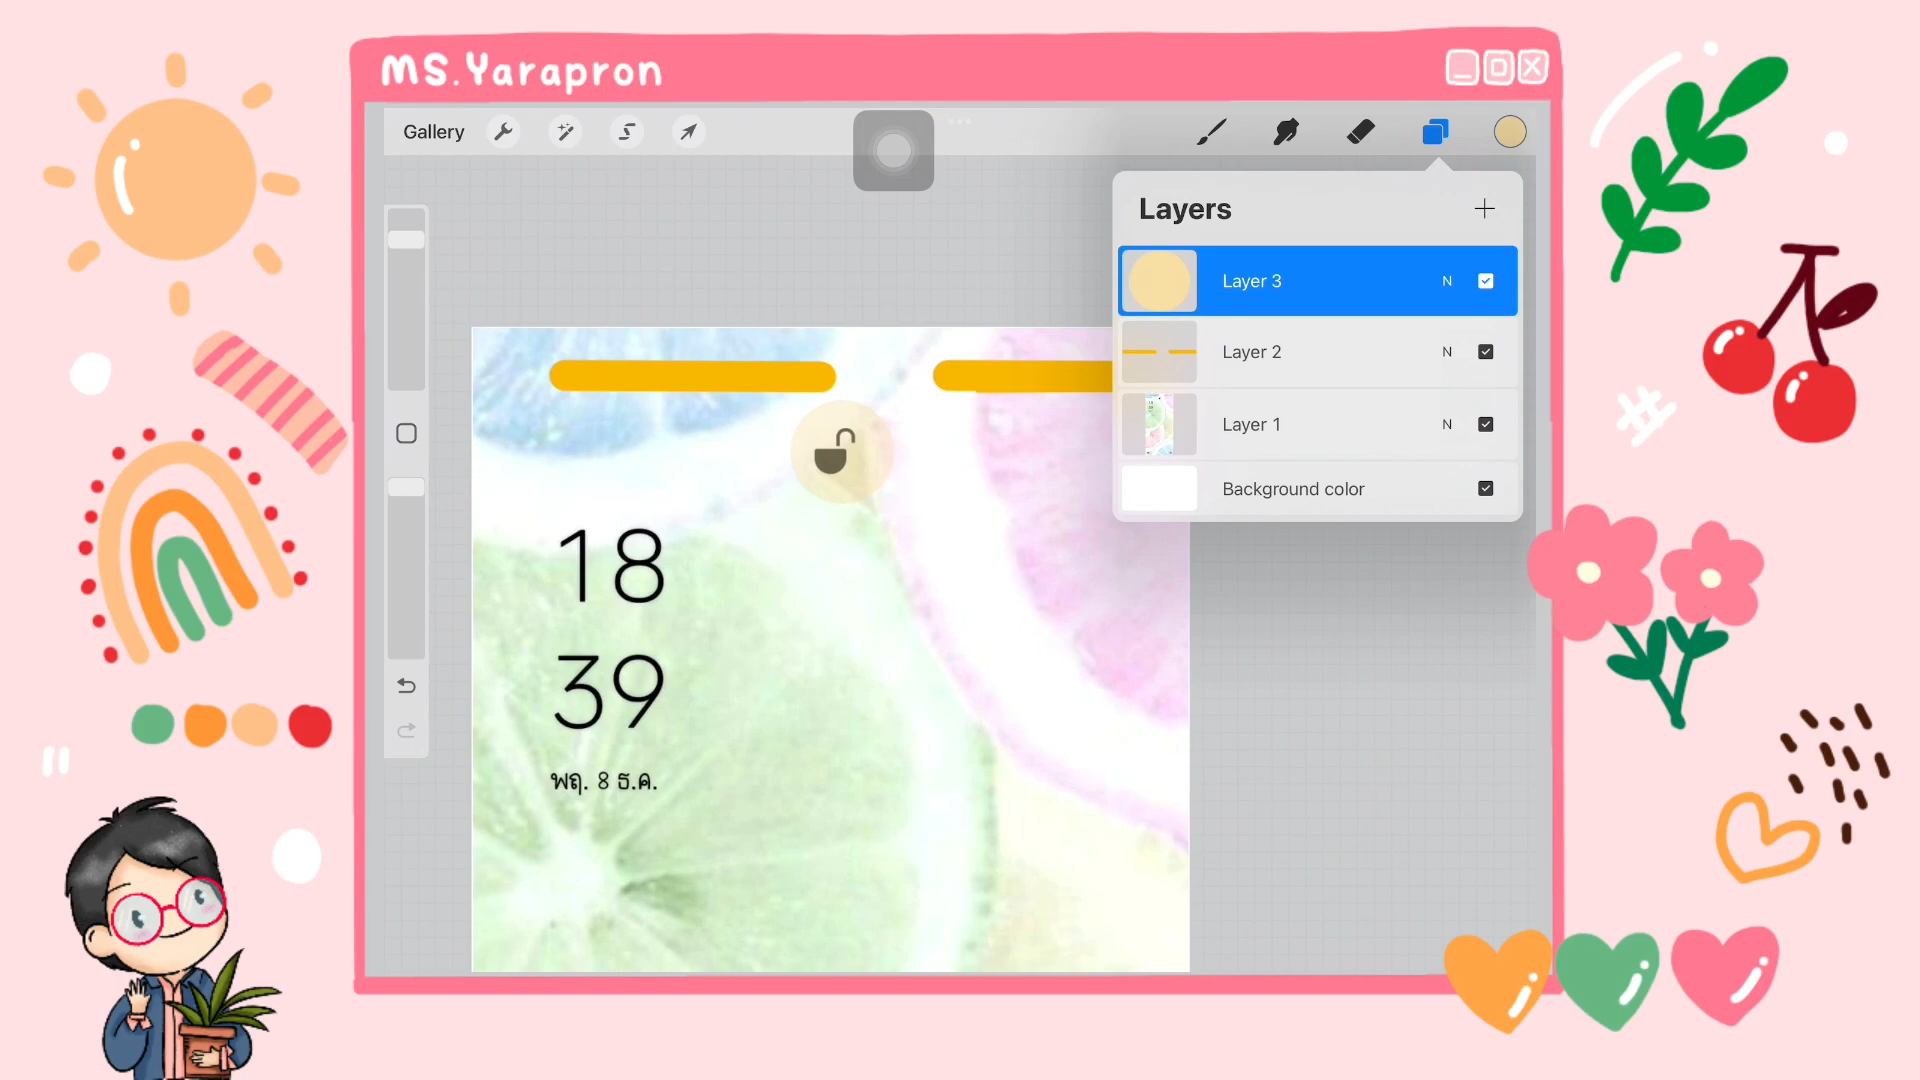 MS.Yarapron
Gallery
Layers
Layer 3 N
Layer 2 N
Layer 1 N
Background color
18
39
พฤ. 8 ธ.ค.